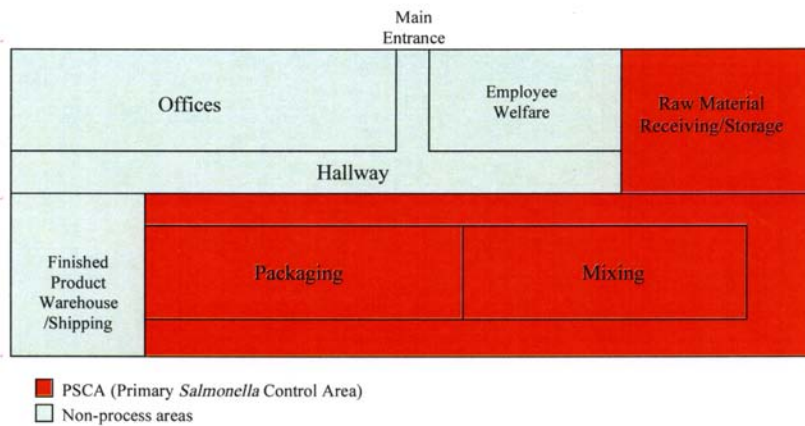 Main
Entrance
Offices
Employee
Welfare
Raw Material
Receiving/Storage
Hallway
Finished
Product
Warehouse
/Shipping
Packaging
Mixing
PSCA (Primary Salmonella Control Area)
Non-process areas